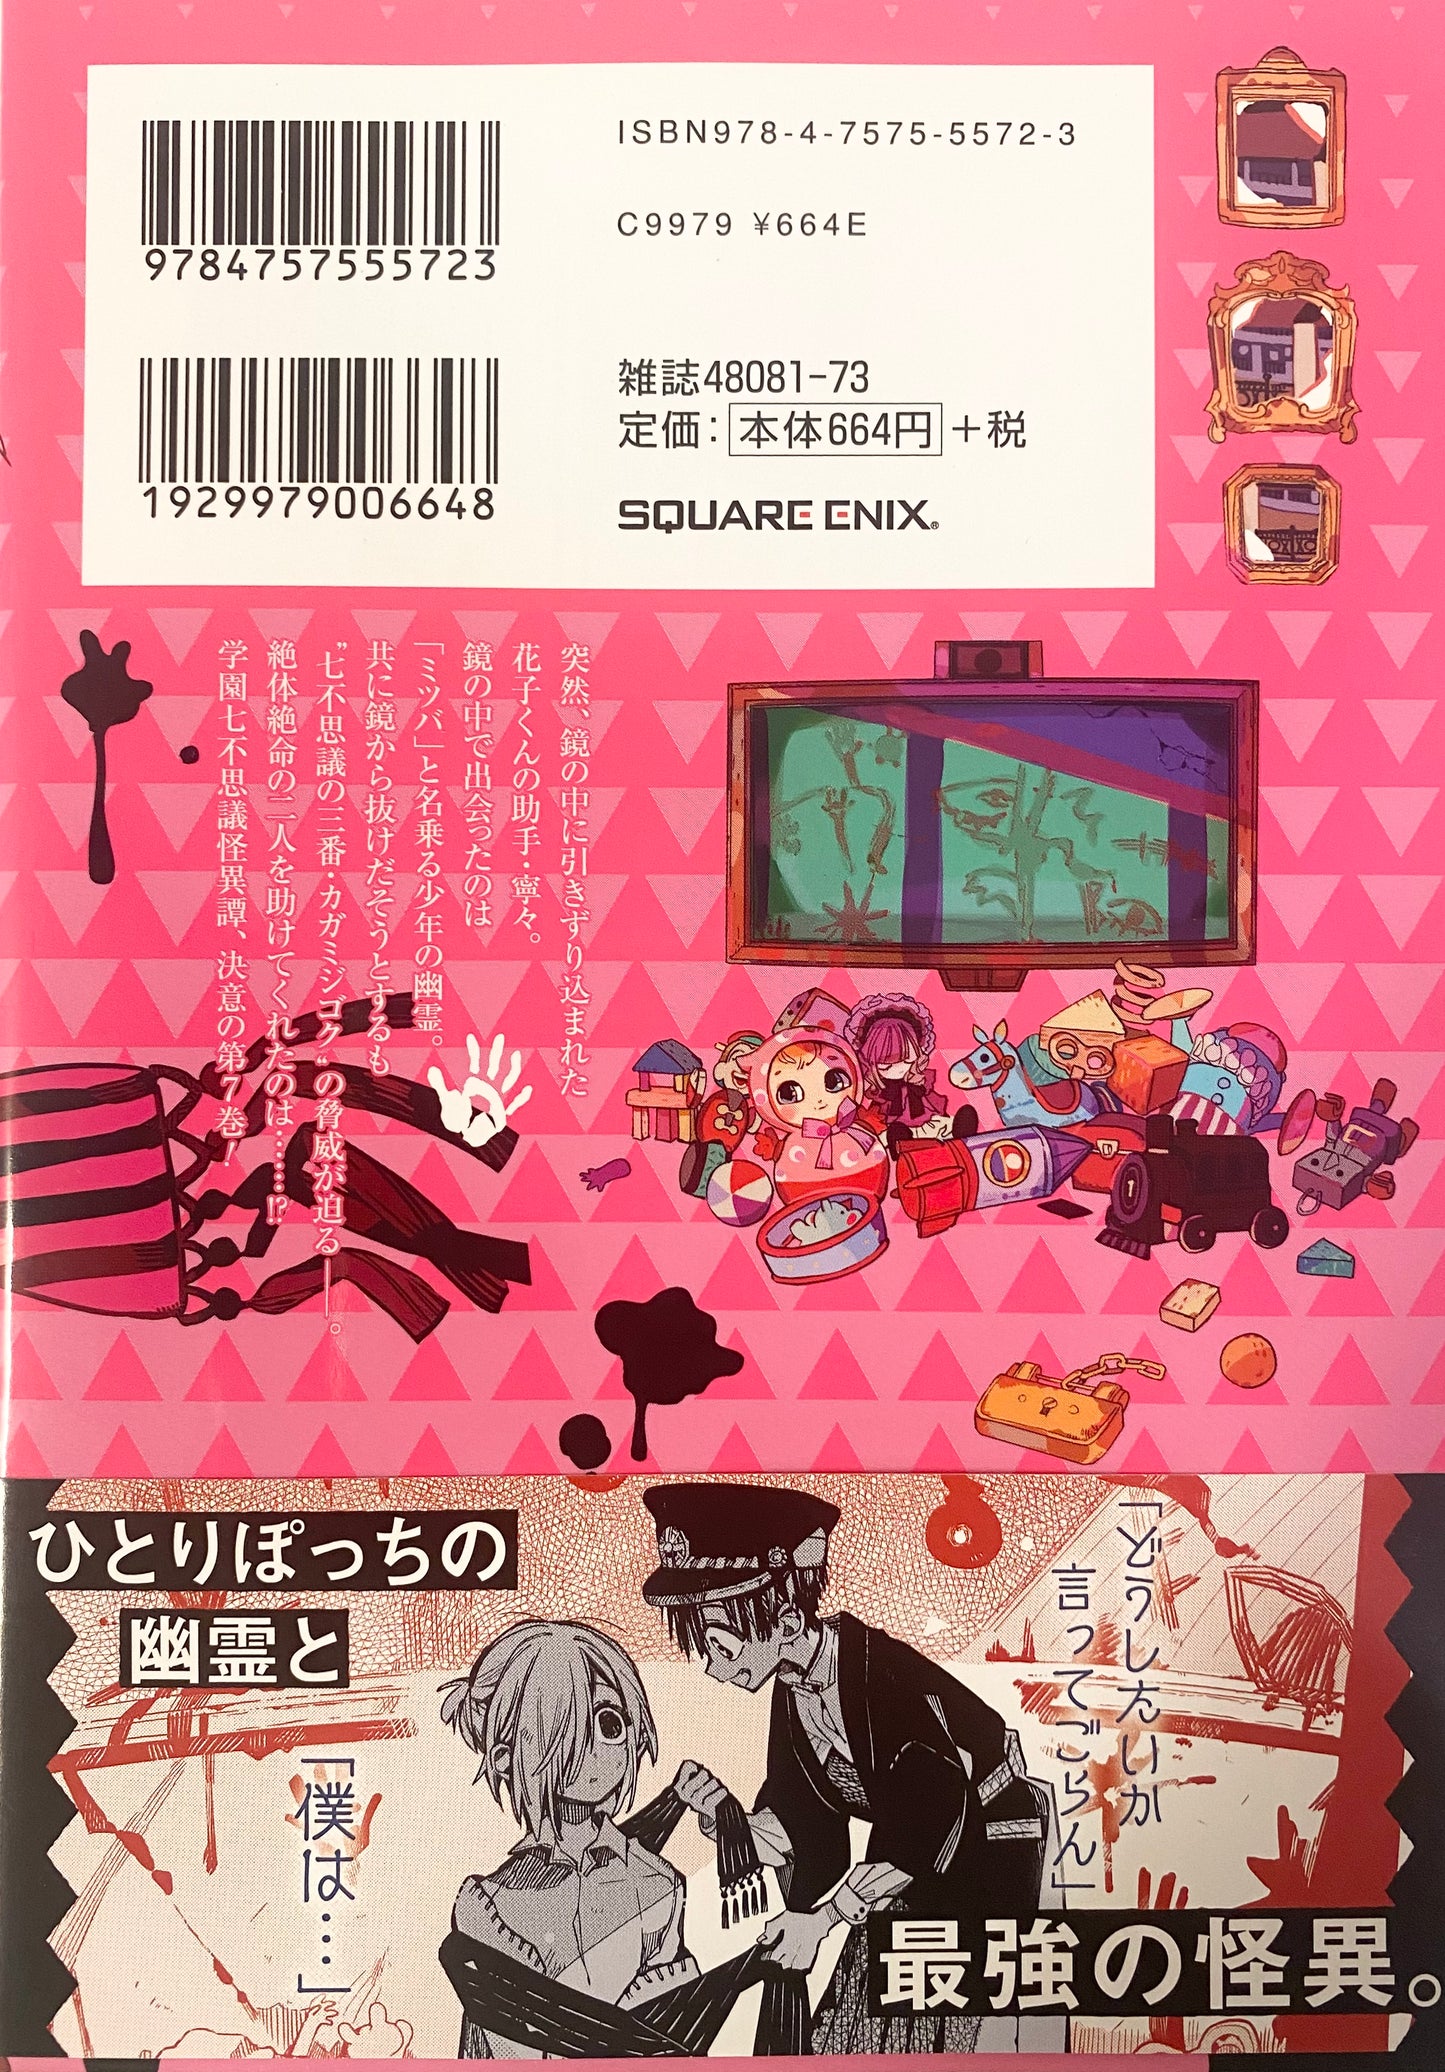 ISBN978-4-7575-5572-3
C9979 ¥664E
9784757555723
雑誌48081-73
定価：本体664円＋税
1929979006648
SQUARE ENIX®
突然、鏡の中に引きずり込まれた
花子くんの助手・寧々。
鏡の中で出会ったのは
「ミツバ」と名乗る少年の幽霊。
共に鏡から抜けだそうとするも
“七不思議の三番・カガミジゴク“の脅威が迫る――。
絶体絶命の二人を助けてくれたのは……!?
学園七不思議怪異譚、決意の第7巻！
1
ひとりぼっちの
幽霊と
「どうしたいか
言ってごらん」
「僕は…」
最強の怪異。